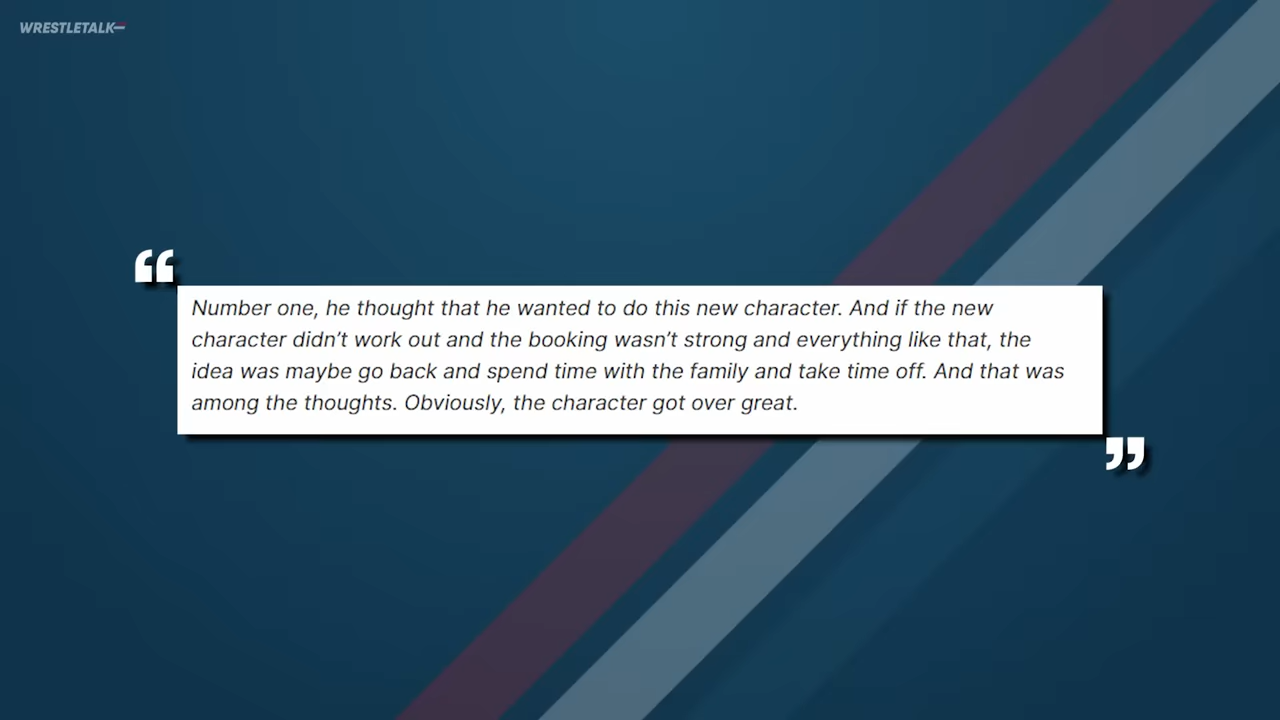 WRESTLETALK
“
Number one, he thought that he wanted to do this new character. And if the new
character didn’t work out and the booking wasn’t strong and everything like that, the
idea was maybe go back and spend time with the family and take time off. And that was
among the thoughts. Obviously, the character got over great.
”